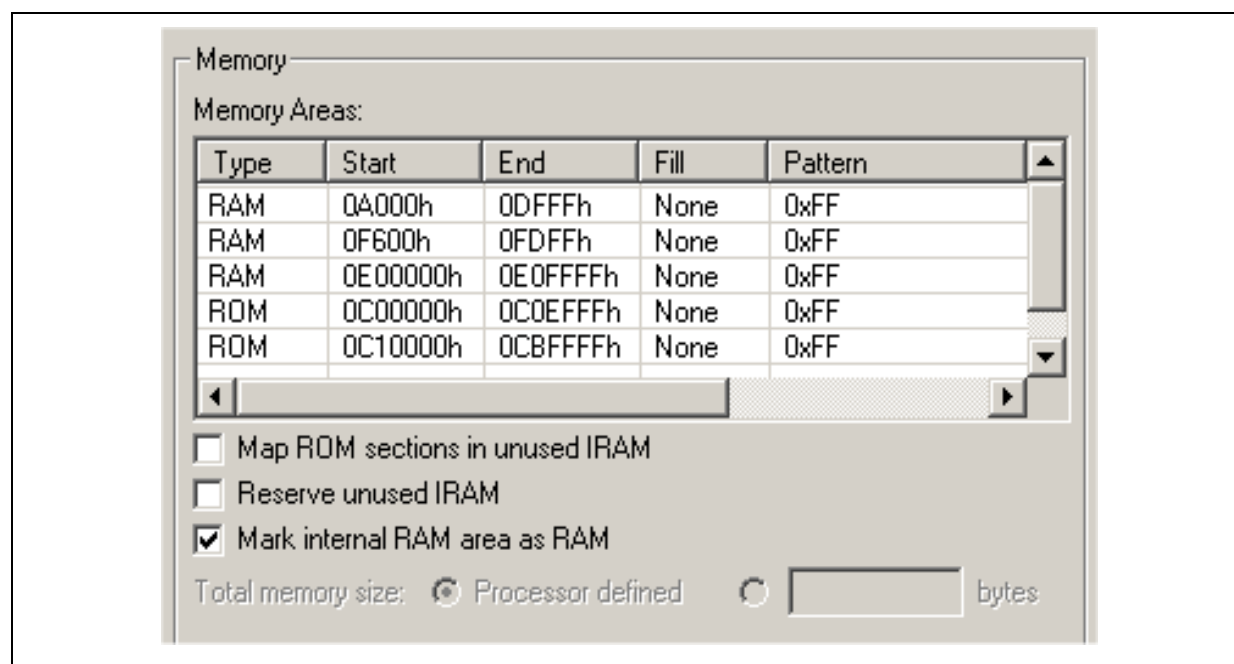 Memory
Memory Areas:
Type Start End Fill Pattern
RAM 0A000h 0DFFFh None 0xFF
RAM 0F600h 0FDFFh None 0xFF
RAM 0E00000h 0E0FFFFh None 0xFF
ROM 0C00000h 0C0EFFFh None 0xFF
ROM 0C10000h 0CBFFFFh None 0xFF
Map ROM sections in unused IRAM
Reserve unused IRAM
Mark internal RAM area as RAM
Total memory size: Processor defined bytes